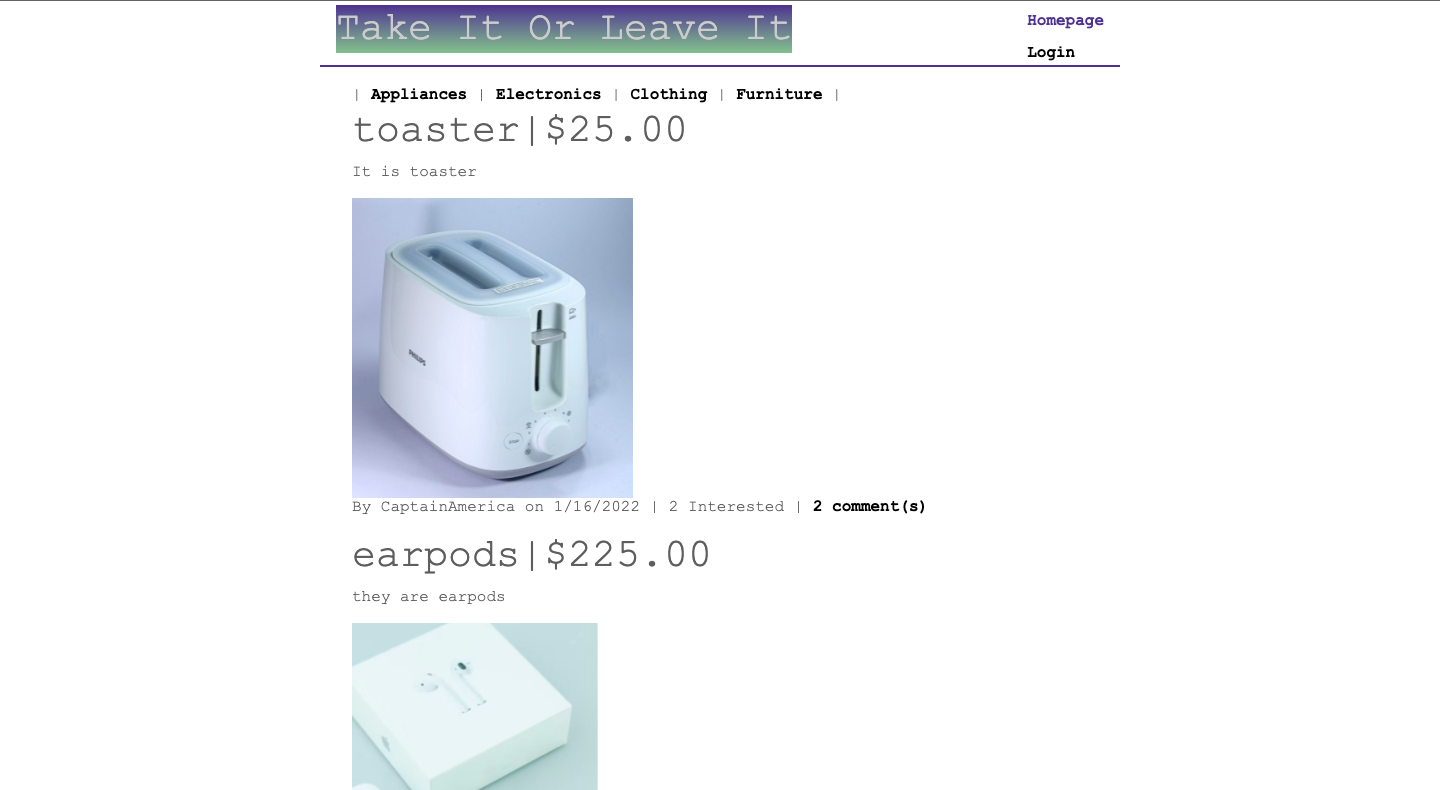 Take It Or Leave It
Homepage
Login
| Appliances | Electronics | Clothing | Furniture |
toaster|$25.00
It is toaster
PHILIPS
By CaptainAmerica on 1/16/2022 | 2 Interested | 2 comment(s)
earpods|$225.00
they are earpods